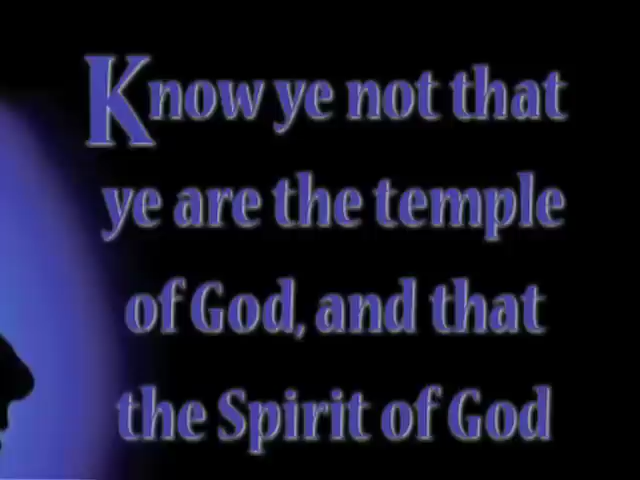 Know ye not that
ye are the temple
of God, and that
the Spirit of God